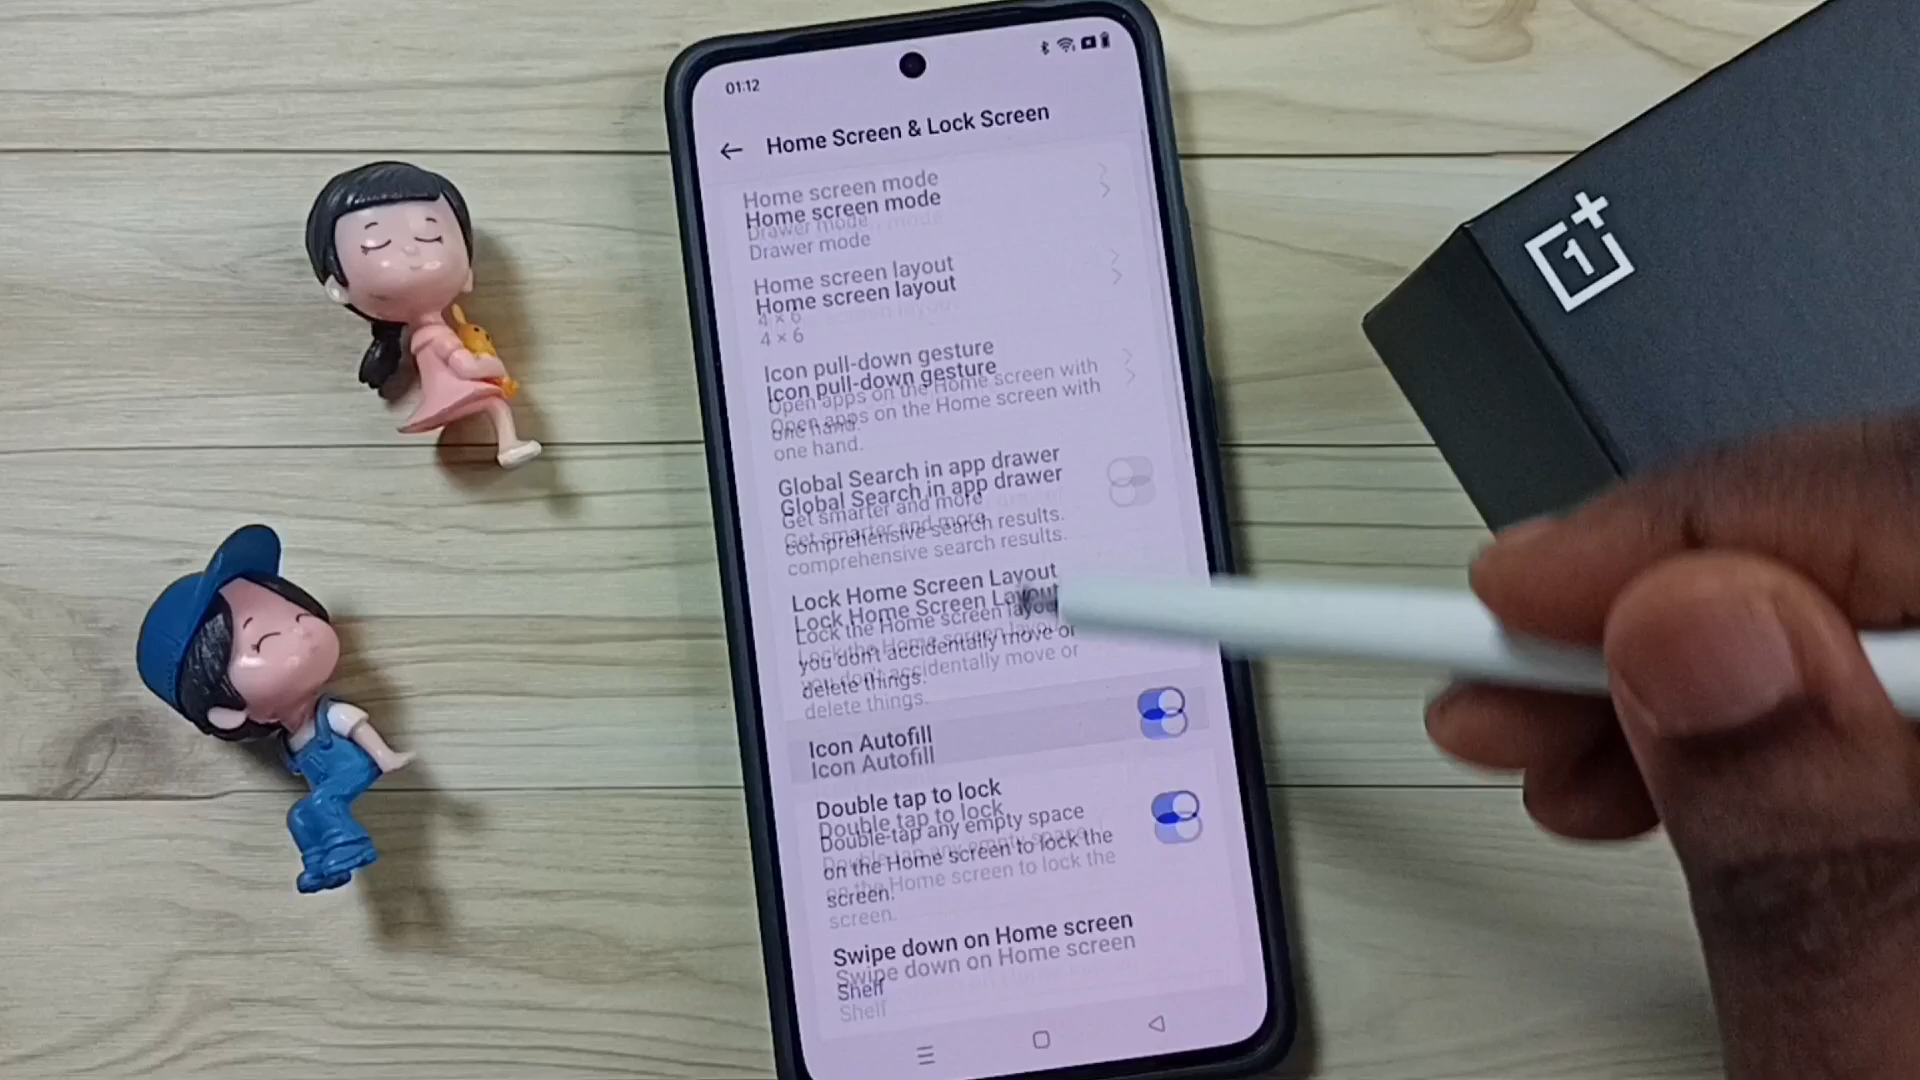 01:12
Home Screen & Lock Screen
Home screen mode
Drawer mode
Home screen layout
4 × 6
Icon pull-down gesture
Open apps on the Home screen with
one hand.
Global Search in app drawer
Get smarter and more
comprehensive search results.
Lock Home Screen Layout
Lock the Home screen layout
you don't accidentally move or
delete things.
Icon Autofill
Double tap to lock
Double-tap any empty space
on the Home screen to lock the
screen.
Swipe down on Home screen
Shelf
1+